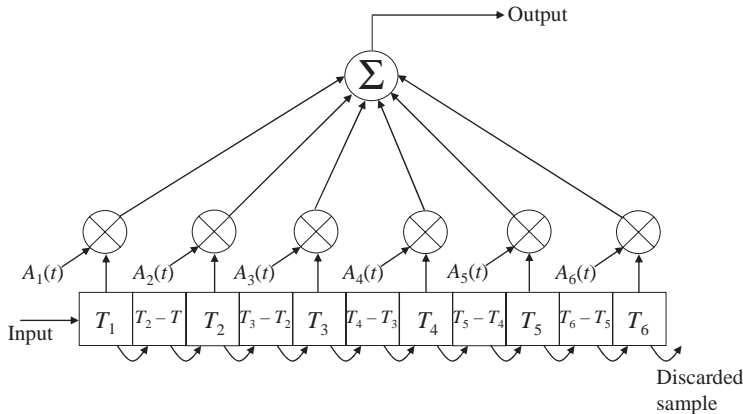 Output
Σ
A₁(t) A₂(t) A₃(t) A₄(t) A₅(t) A₆(t)
Input T₁ T₂ – T T₂ T₃ – T₂ T₃ T₄ – T₃ T₄ T₅ – T₄ T₅ T₆ – T₅ T₆
Discarded
sample